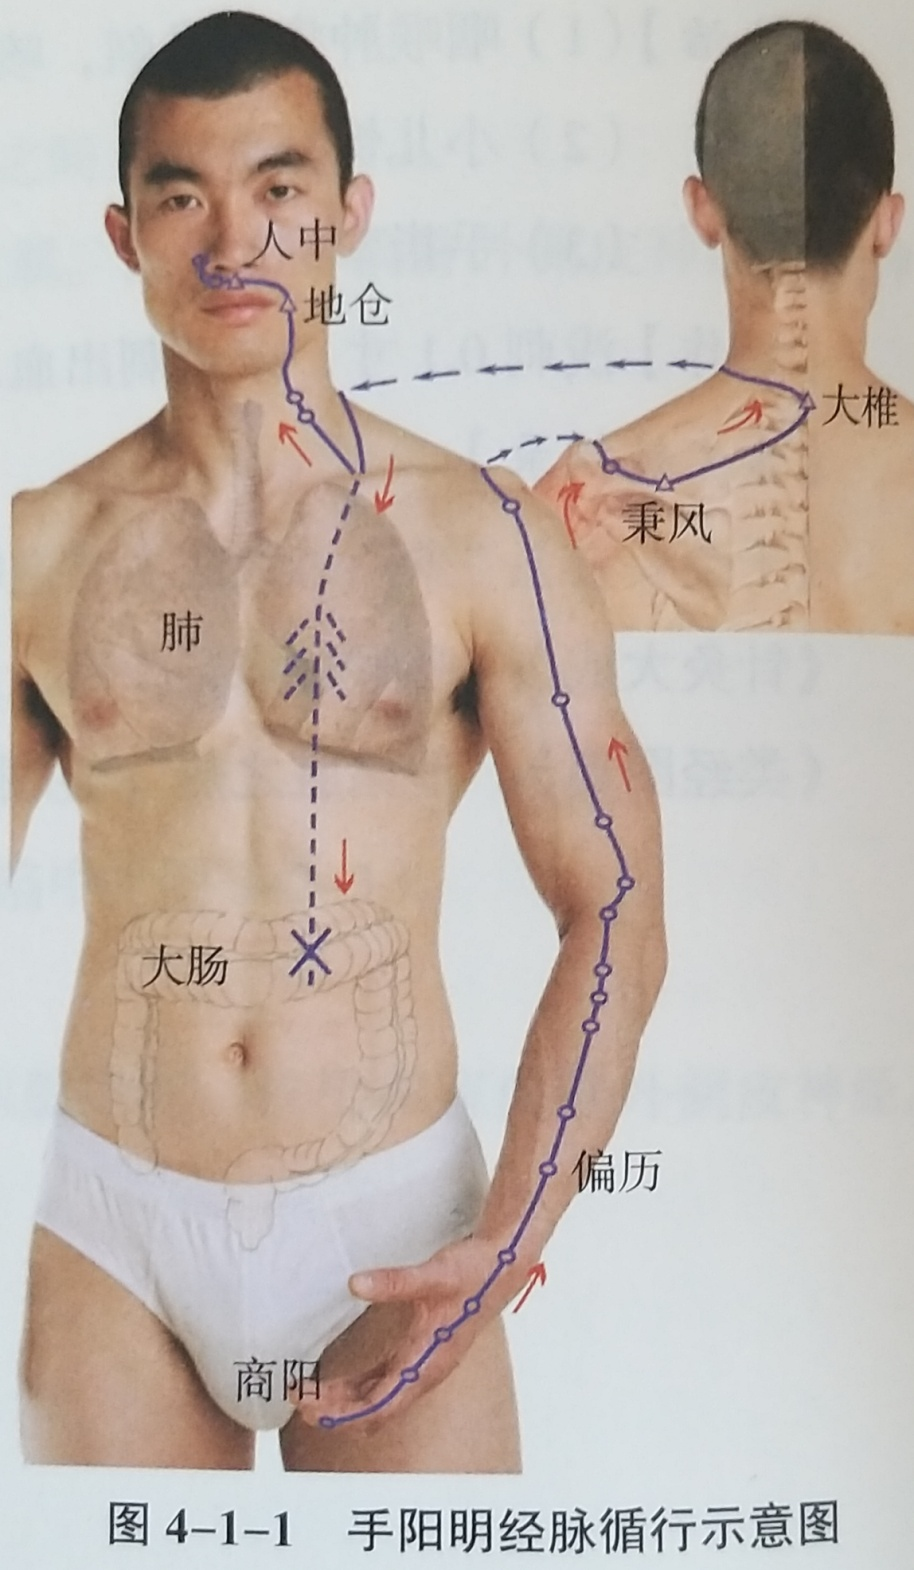 人中
地仓
大椎
秉风
肺
大肠
偏历
商阳
图 4-1-1 手阳明经脉循行示意图